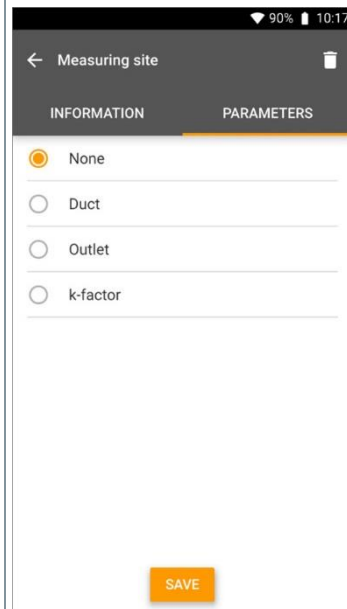 90% 10:17
Measuring site
INFORMATION PARAMETERS
None
Duct
Outlet
k-factor
SAVE